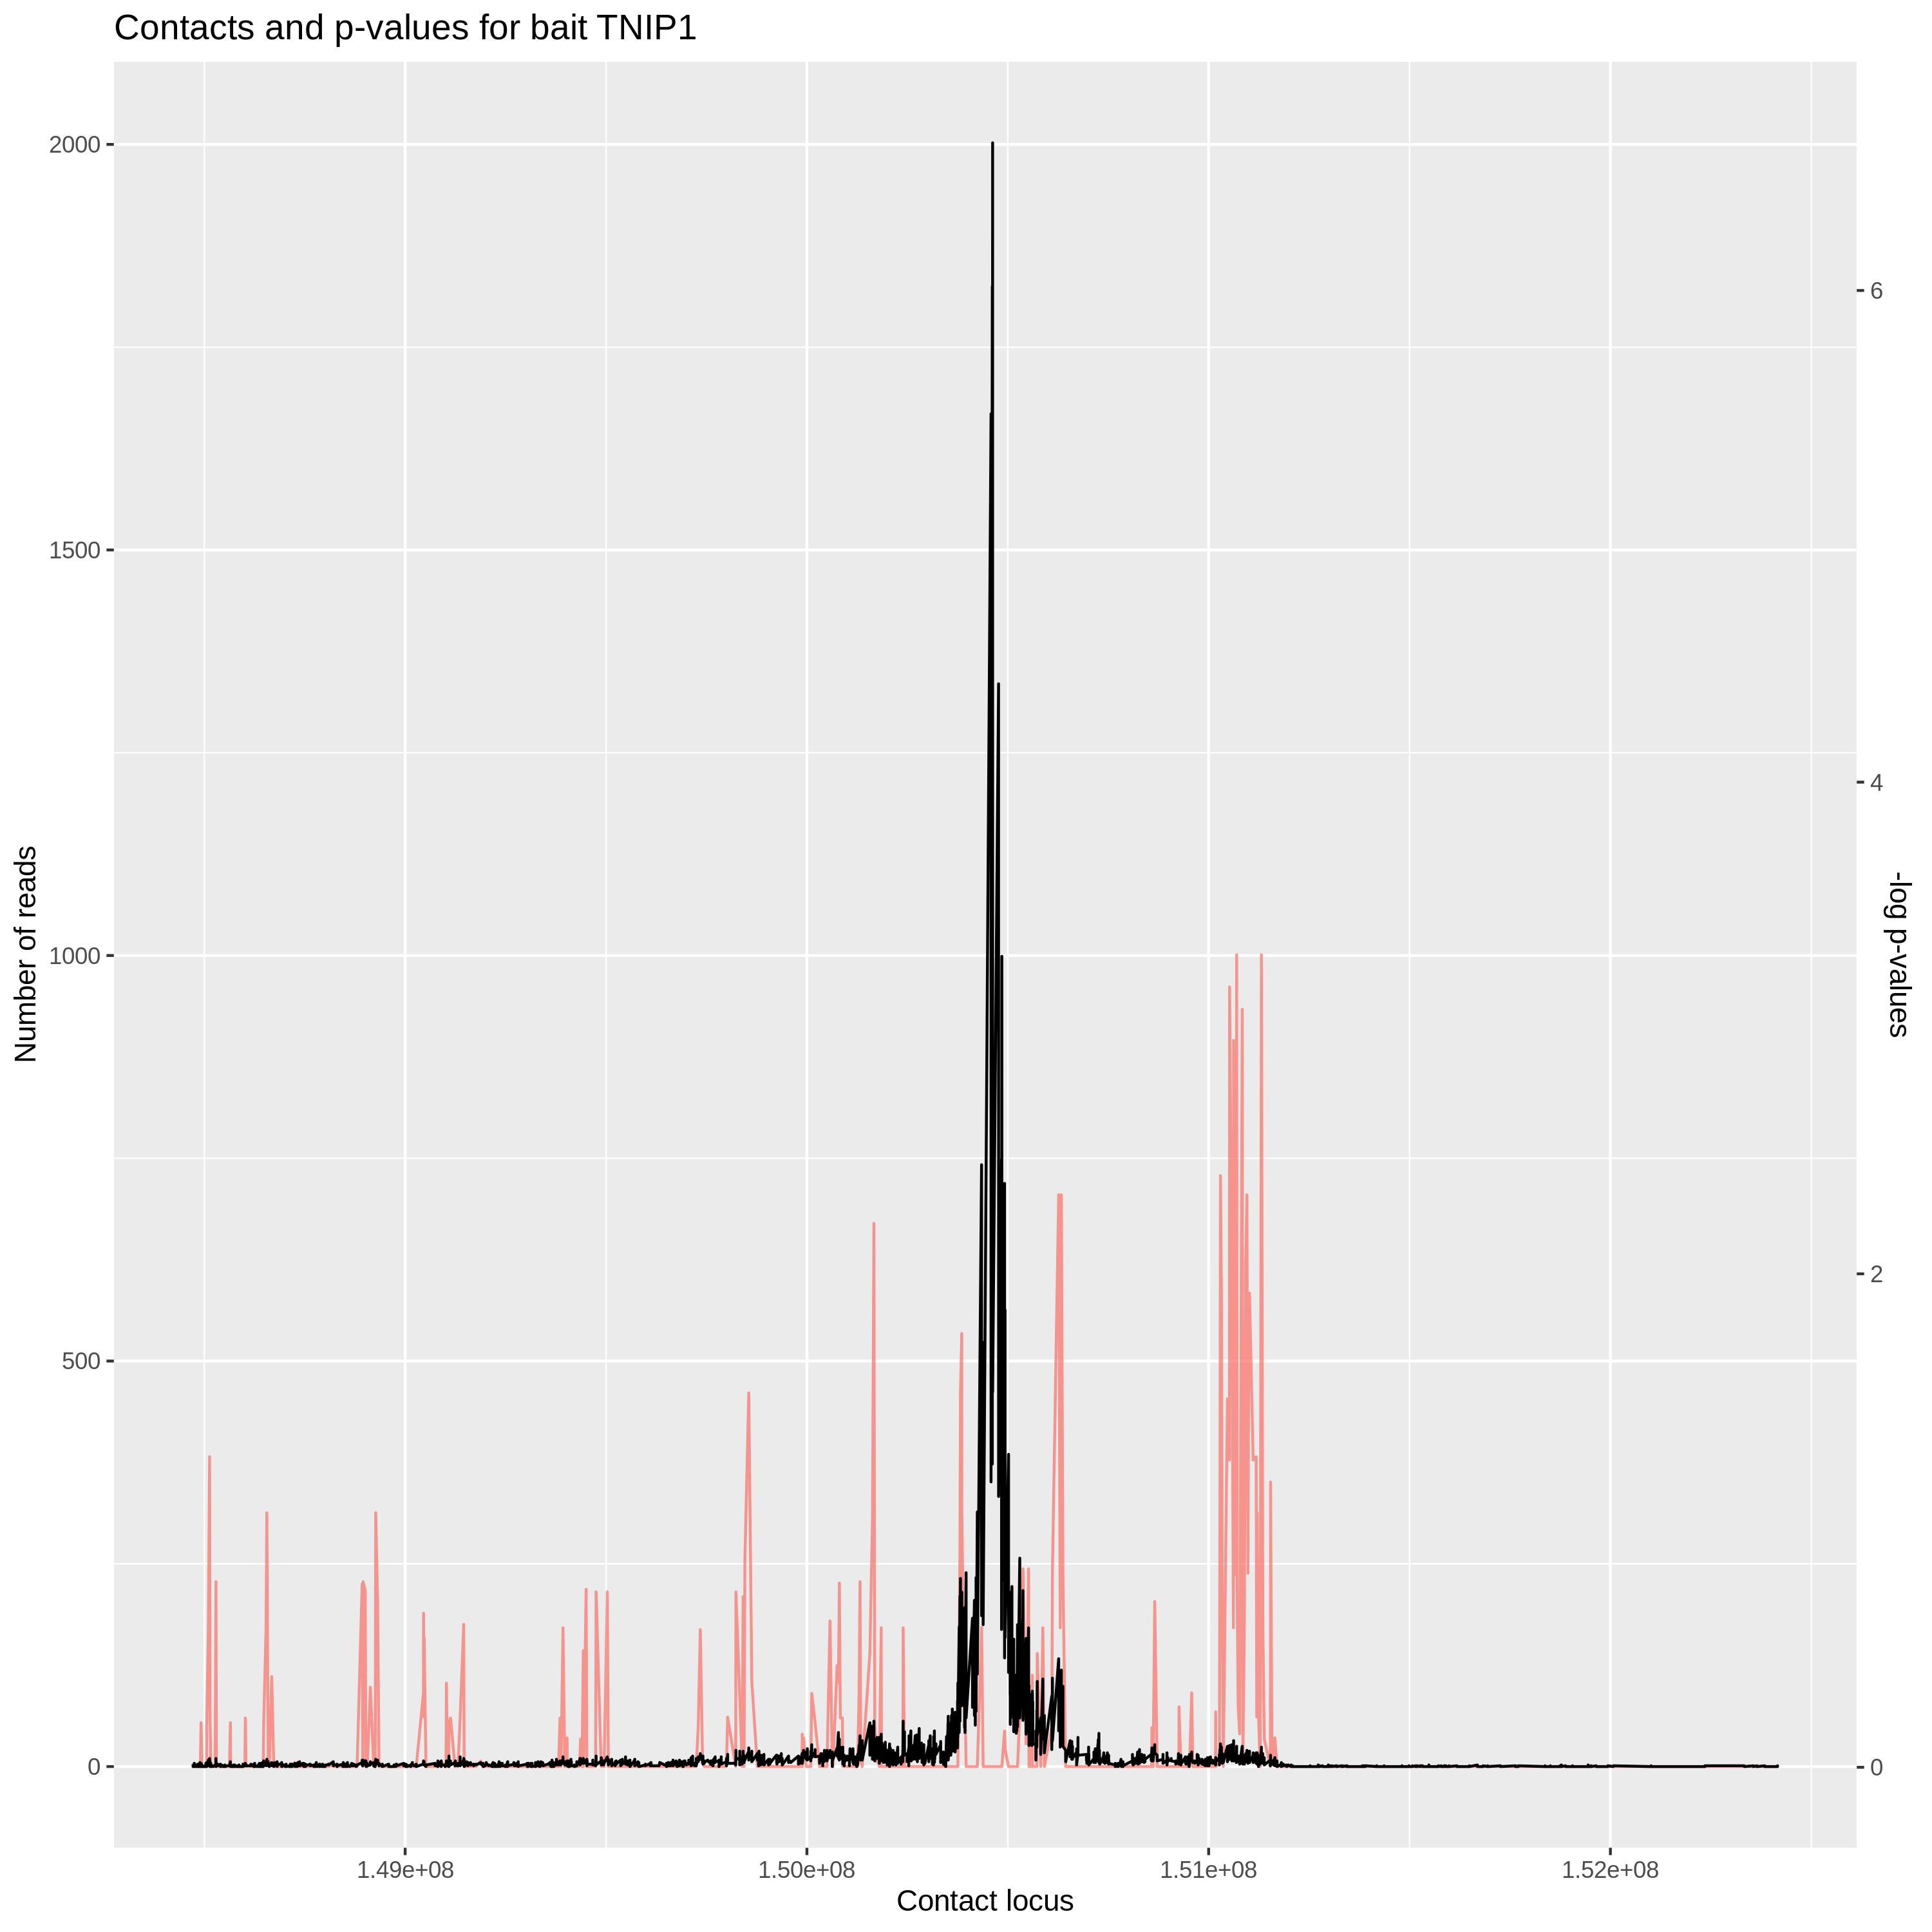 Contacts and p-values for bait TNIP1
2000
1500
1000
500
0
Number of reads
6
4
2
0
-log p-values
1.49e+08
1.50e+08
1.51e+08
1.52e+08
Contact locus